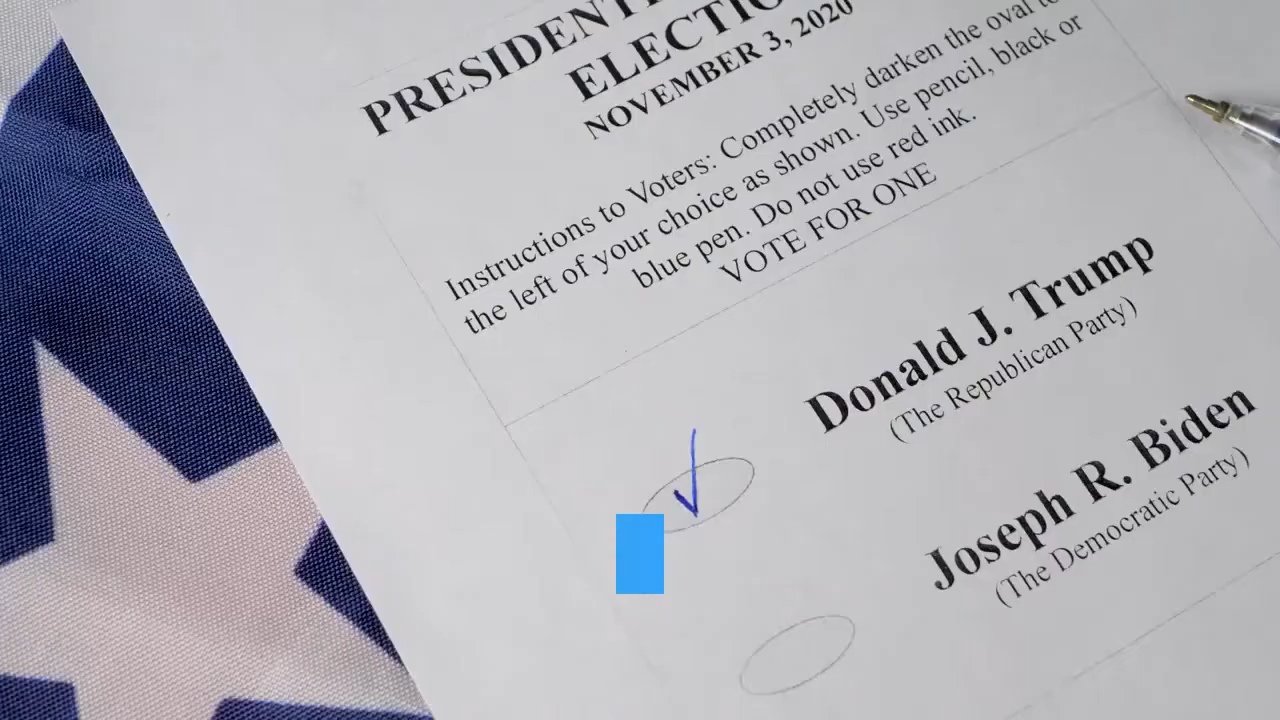 PRESIDENTI
ELECTIO
NOVEMBER 3, 2020
Instructions to Voters: Completely darken the oval to
the left of your choice as shown. Use pencil, black or
blue pen. Do not use red ink.
VOTE FOR ONE
Donald J. Trump
(The Republican Party)
Joseph R. Biden
(The Democratic Party)